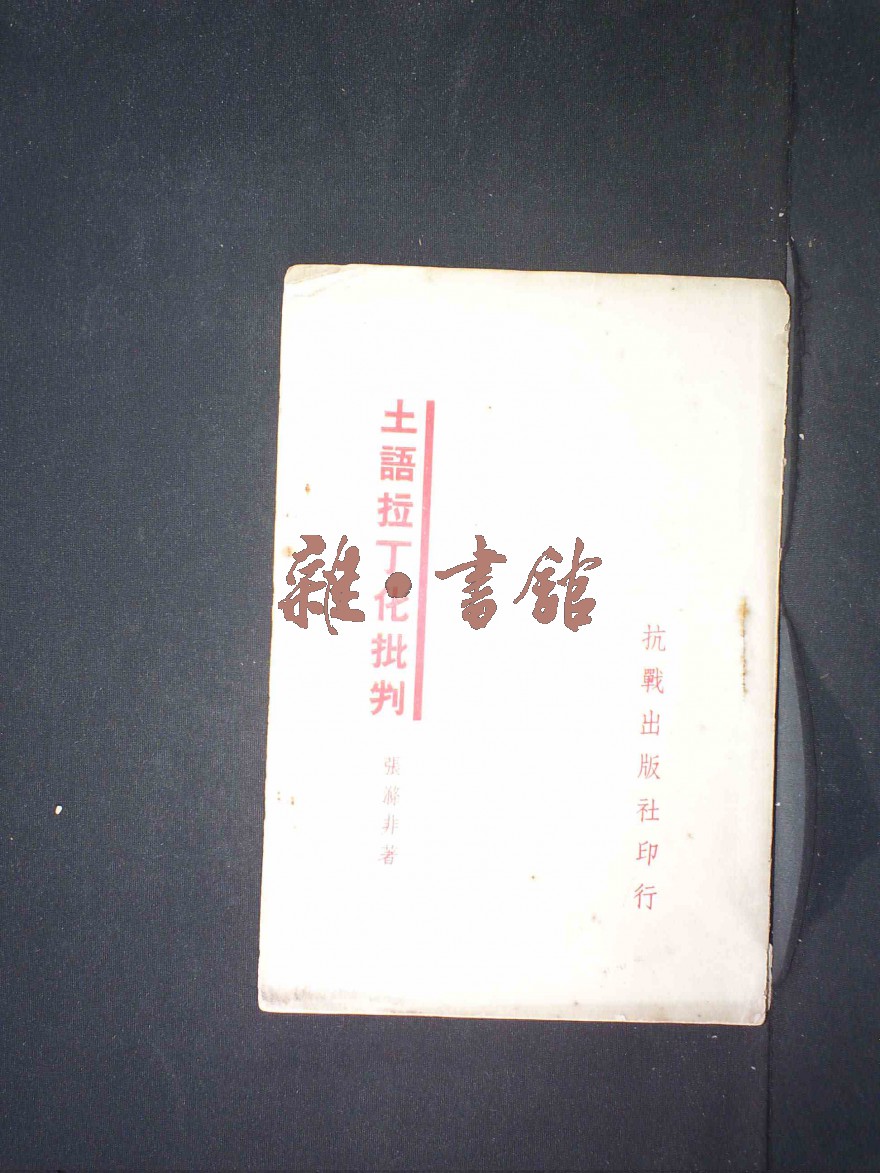 土語拉丁化批判
張滌非著
抗戰出版社印行
雜·書館